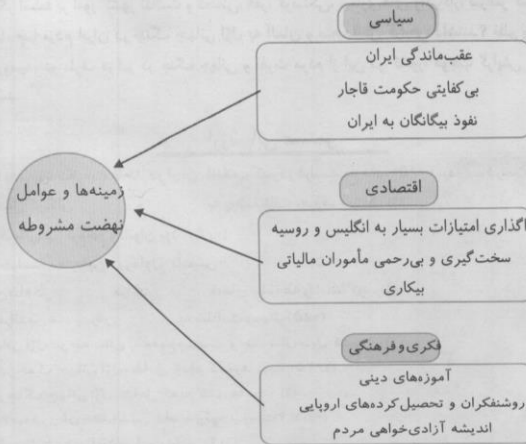 سیاسی
عقب‌ماندگی ایران
بی‌کفایتی حکومت قاجار
نفوذ بیگانگان به ایران
زمینه‌ها و عوامل
نهضت مشروطه
اقتصادی
اگذاری امتیازات بسیار به انگلیس و روسیه
سخت‌گیری و بی‌رحمی مأموران مالیاتی
بیکاری
فکری و فرهنگی
آموزه‌های دینی
روشنفکران و تحصیل‌کرده‌های اروپایی
اندیشه آزادی‌خواهی مردم